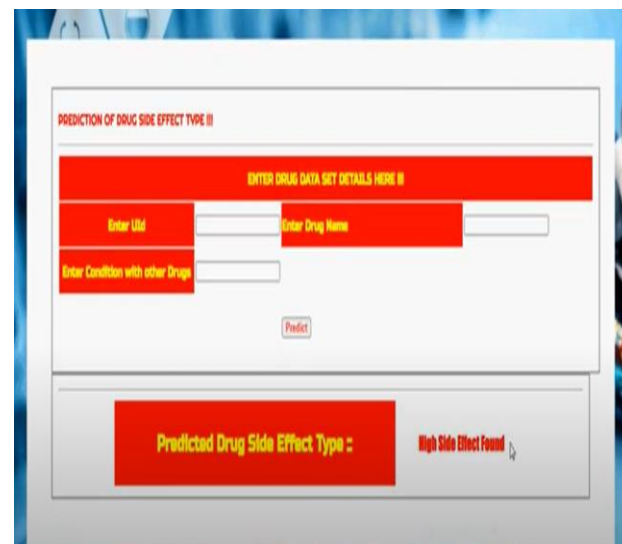 PREDICTION OF DRUG SIDE EFFECT TYPE !!!
ENTER DRUG DATA SET DETAILS HERE !!!
Enter UId
Enter Drug Name
Enter Condition with other Drugs
Predict
Predicted Drug Side Effect Type ::
High Side Effect Found